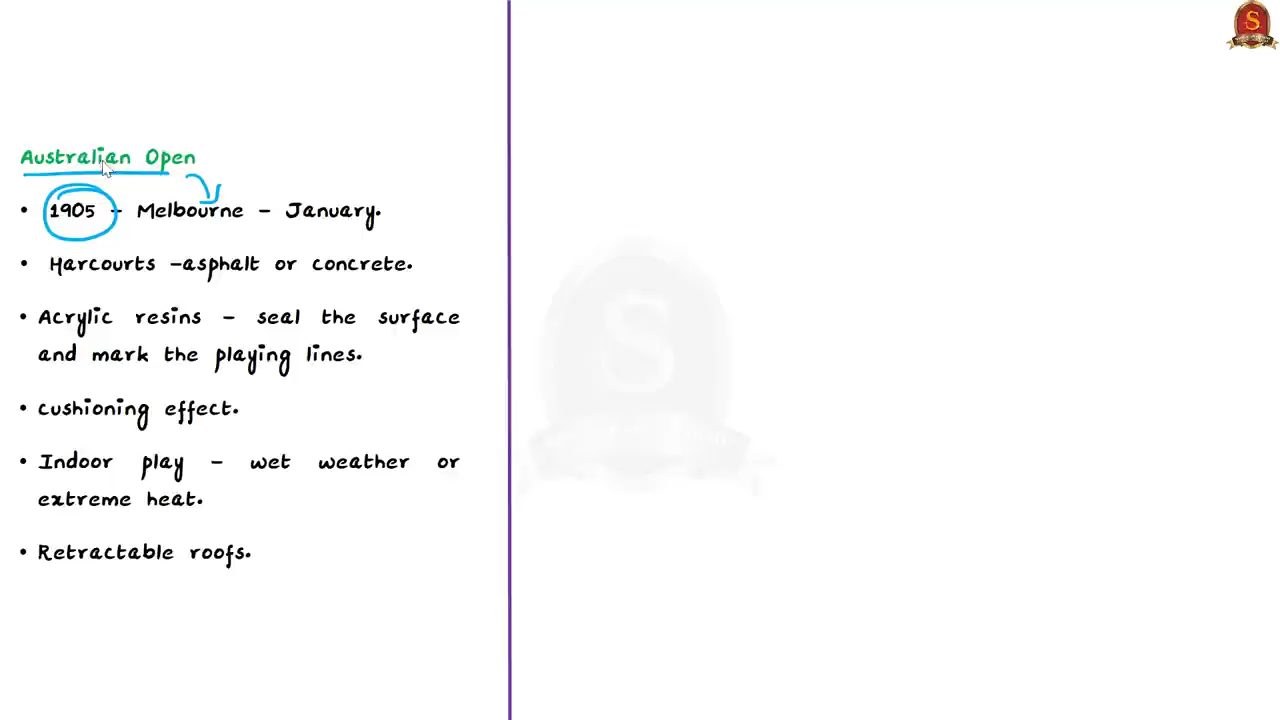 Australian Open
• 1905 - Melbourne - January.
• Harcourts -asphalt or concrete.
• Acrylic resins - seal the surface
and mark the playing lines.
• cushioning effect.
• Indoor play - wet weather or
extreme heat.
• Retractable roofs.
S
S